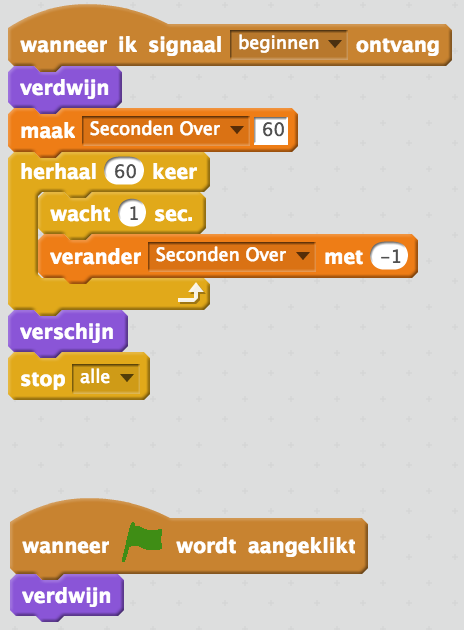 wanneer ik signaal beginnen ontvang
verdwijn
maak Seconden Over 60
herhaal 60 keer
wacht 1 sec.
verander Seconden Over met -1
verschijn
stop alle
wanneer wordt aangeklikt
verdwijn